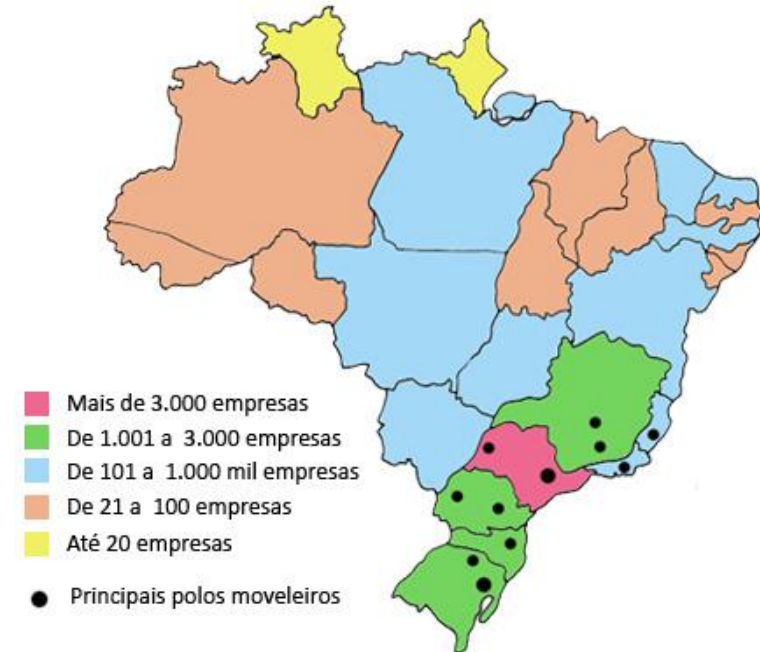 Mais de 3.000 empresas
De 1.001 a 3.000 empresas
De 101 a 1.000 mil empresas
De 21 a 100 empresas
Até 20 empresas
Principais polos moveleiros